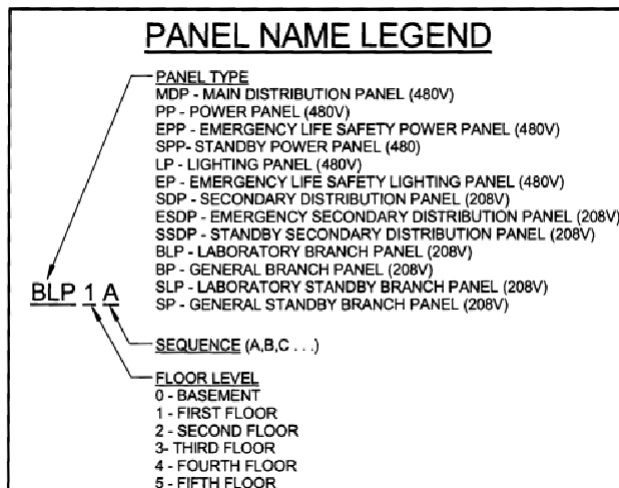 PANEL NAME LEGEND
PANEL TYPE
MDP - MAIN DISTRIBUTION PANEL (480V)
PP - POWER PANEL (480V)
EPP - EMERGENCY LIFE SAFETY POWER PANEL (480V)
SPP- STANDBY POWER PANEL (480)
LP - LIGHTING PANEL (480V)
EP - EMERGENCY LIFE SAFETY LIGHTING PANEL (480V)
SDP - SECONDARY DISTRIBUTION PANEL (208V)
ESDP - EMERGENCY SECONDARY DISTRIBUTION PANEL (208V)
SSDP - STANDBY SECONDARY DISTRIBUTION PANEL (208V)
BLP - LABORATORY BRANCH PANEL (208V)
BP - GENERAL BRANCH PANEL (208V)
SLP - LABORATORY STANDBY BRANCH PANEL (208V)
SP - GENERAL STANDBY BRANCH PANEL (208V)
BLP 1 A
SEQUENCE (A,B,C . . .)
FLOOR LEVEL
0 - BASEMENT
1 - FIRST FLOOR
2 - SECOND FLOOR
3- THIRD FLOOR
4 - FOURTH FLOOR
5 - FIFTH FLOOR